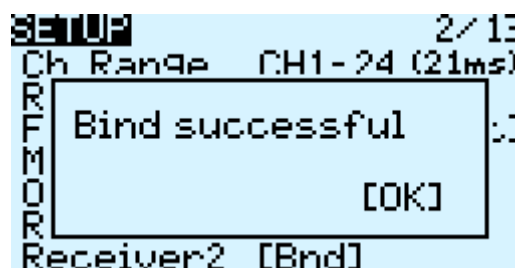 SETUP 2/13
Ch Range CH1-24 (21ms)
R
F
Bind successful
M
O
[OK]
R
Receiver2 [Bnd]